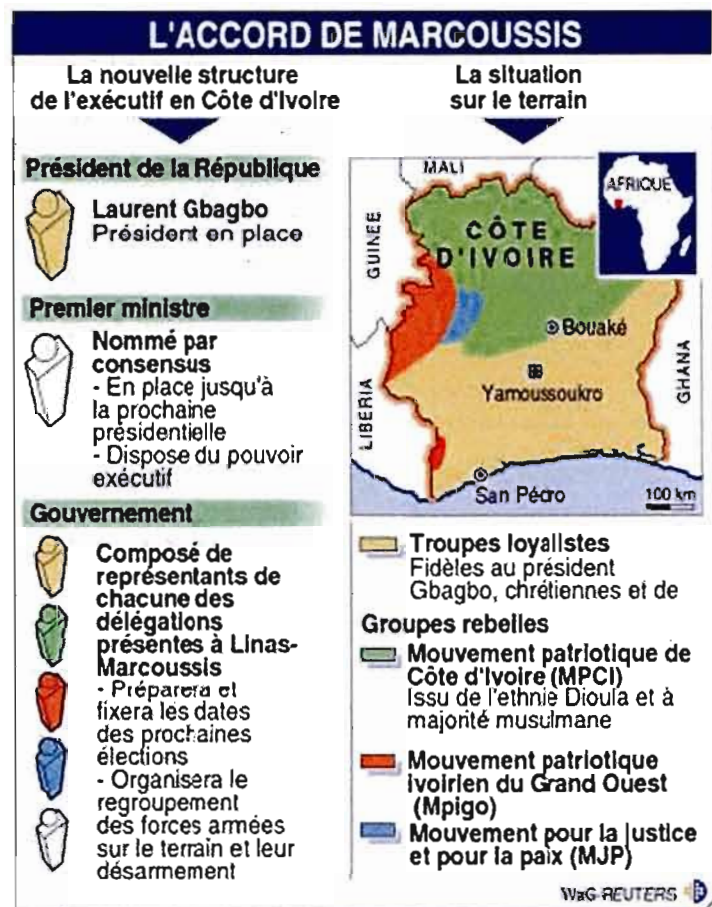 L'ACCORD DE MARCOUSSIS
La nouvelle structure
de l'exécutif en Côte d'Ivoire
Président de la République
Laurent Gbagbo
Président en place
Premier ministre
Nommé par
consensus
- En place jusqu'à
la prochaine
présidentielle
- Dispose du pouvoir
exécutif
Gouvernement
Composé de
représentants de
chacune des
délégations
présentes à Linas-
Marcoussis
- Préparera et
fixera les dates
des prochaines
élections
- Organisera le
regroupement
des forces armées
sur le terrain et leur
désarmement
La situation
sur le terrain
MALI
AFRIQUE
GUINEE
CÔTE
D'IVOIRE
Bouaké
Yamoussoukro
LIBERIA
GHANA
San Pédro
100 km
Troupes loyalistes
Fidèles au président
Gbagbo, chrétiennes et de
Groupes rebelles
Mouvement patriotique de
Côte d'Ivoire (MPCI)
Issu de l'ethnie Dioula et à
majorité musulmane
Mouvement patriotique
ivoirien du Grand Ouest
(Mpigo)
Mouvement pour la justice
et pour la paix (MJP)
WaG-REUTERS